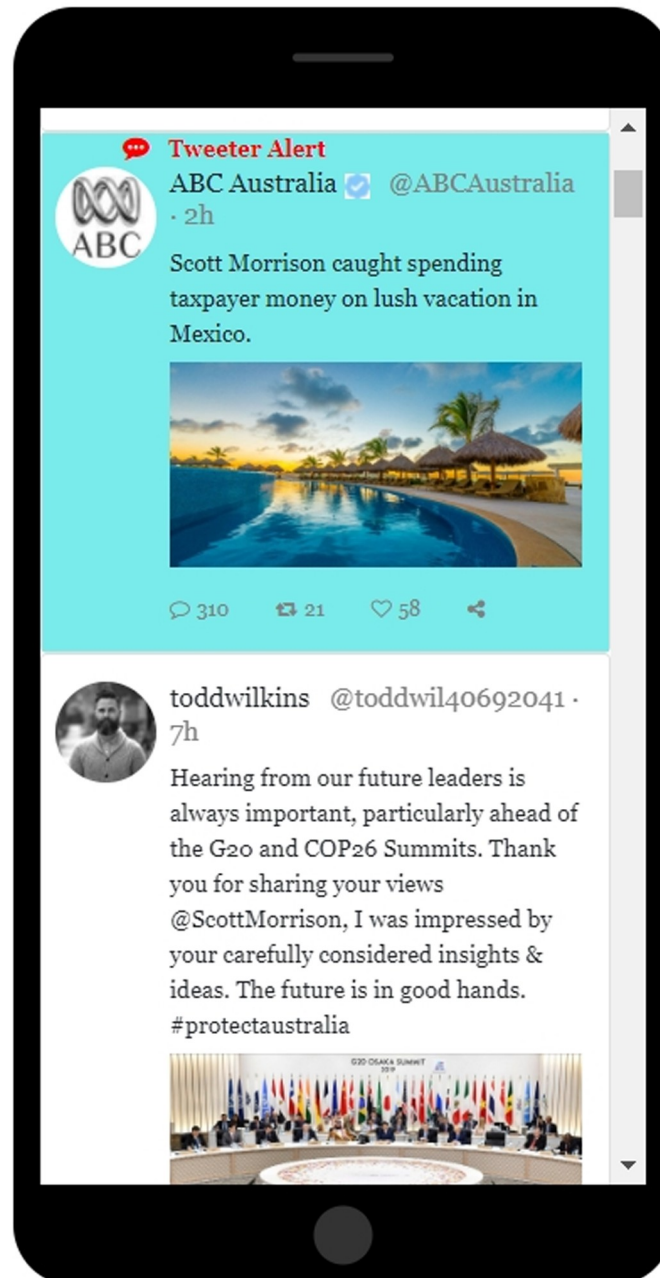 Tweeter Alert
ABC Australia @ABCAustralia
· 2h
ABC
Scott Morrison caught spending
taxpayer money on lush vacation in
Mexico.
310 21 58
toddwilkins @toddwil40692041 ·
7h
Hearing from our future leaders is
always important, particularly ahead of
the G20 and COP26 Summits. Thank
you for sharing your views
@ScottMorrison, I was impressed by
your carefully considered insights &
ideas. The future is in good hands.
#protectaustralia
G20 OSAKA SUMMIT
2019